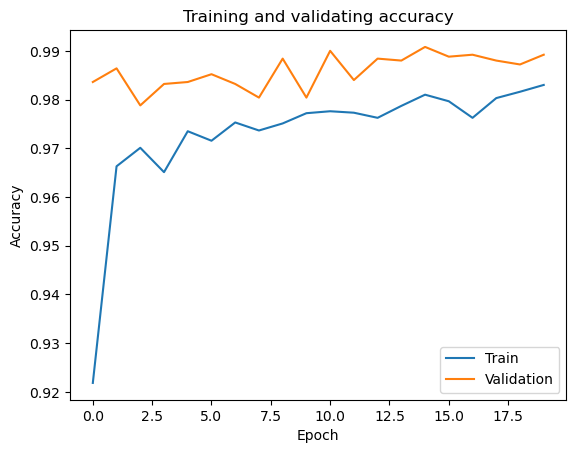 Training and validating accuracy
0.99
0.98
0.97
0.96
0.95
0.94
0.93
0.92
Accuracy
0.0 2.5 5.0 7.5 10.0 12.5 15.0 17.5
Epoch
Train
Validation